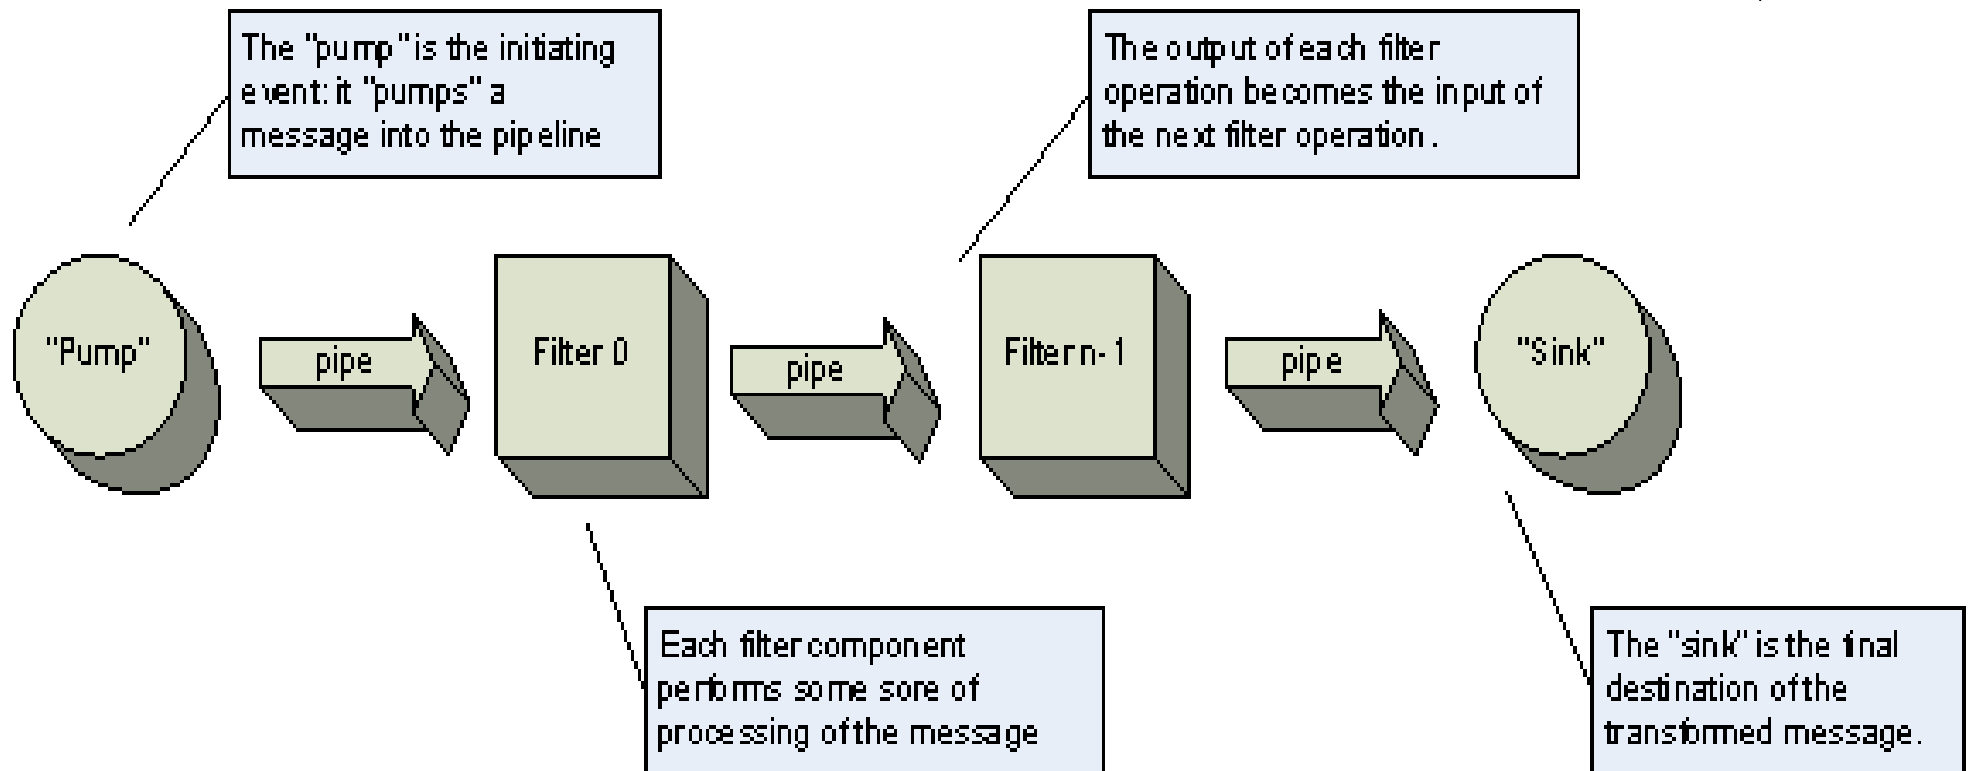 The "pump" is the initiating
event: it "pumps" a
message into the pipeline
The output of each filter
operation becomes the input of
the next filter operation.
"Pump"
pipe
Filter 0
pipe
Filter n-1
pipe
"Sink"
Each filter component
performs some sore of
processing of the message
The "sink" is the final
destination of the
transformed message.